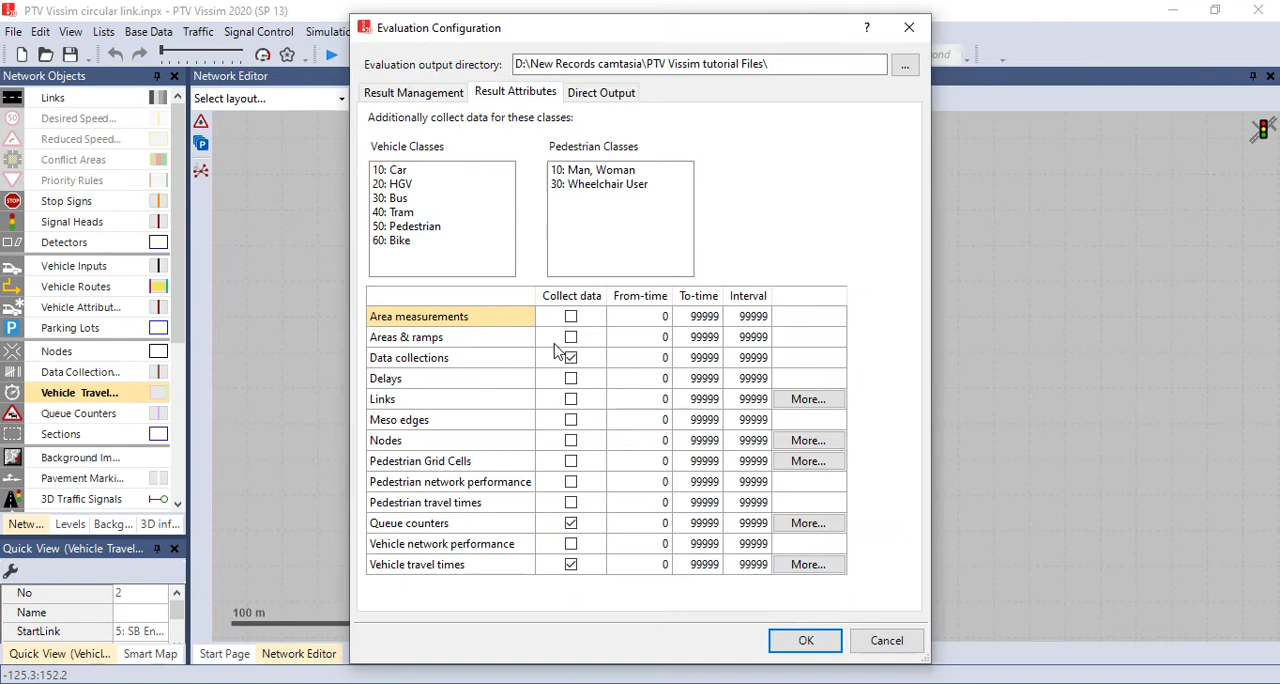 PTV Vissim circular link.inpx - PTV Vissim 2020 (SP 13)
File Edit View Lists Base Data Traffic Signal Control Simulatio
Network Objects
Network Editor
Select layout...
Links
50 Desired Speed...
Reduced Speed...
Conflict Areas
Priority Rules
STOP Stop Signs
Signal Heads
Detectors
Vehicle Inputs
Vehicle Routes
Vehicle Attribut...
P Parking Lots
Nodes
Data Collection...
Vehicle Travel...
Queue Counters
Sections
Background Im...
Pavement Marki...
3D Traffic Signals
Netw... Levels Backg... 3D inf...
Quick View (Vehicle Travel...
No 2
Name
StartLink 5: SB En...
Quick View (Vehicl... Smart Map
-125.3:152.2
P
100 m
Start Page Network Editor
Evaluation Configuration
?
Evaluation output directory: D:\New Records camtasia\PTV Vissim tutorial Files\ ...
Result Management Result Attributes Direct Output
Additionally collect data for these classes:
Vehicle Classes Pedestrian Classes
10: Car 10: Man, Woman
20: HGV 30: Wheelchair User
30: Bus
40: Tram
50: Pedestrian
60: Bike
Collect data From-time To-time Interval
Area measurements 0 99999 99999
Areas & ramps 0 99999 99999
Data collections 0 99999 99999
Delays 0 99999 99999
Links 0 99999 99999 More...
Meso edges 0 99999 99999
Nodes 0 99999 99999 More...
Pedestrian Grid Cells 0 99999 99999 More...
Pedestrian network performance 0 99999 99999
Pedestrian travel times 0 99999 99999
Queue counters 0 99999 99999 More...
Vehicle network performance 0 99999 99999
Vehicle travel times 0 99999 99999 More...
OK Cancel
ond